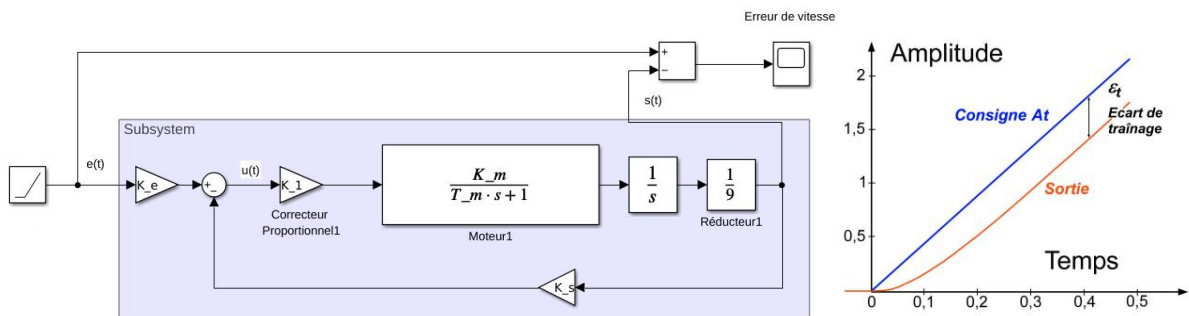 Erreur de vitesse
+
−
s(t)
Subsystem
e(t)
K_e
+_
u(t)
K_1
Correcteur
Proportionnel1
K_m
T_m · s + 1
Moteur1
1
s
1
9
Réducteur1
K_s
Amplitude
2
1,5
1
0,5
Consigne At
εt
Ecart de
traînage
Sortie
Temps
0
0,1
0,2
0,3
0,4
0,5